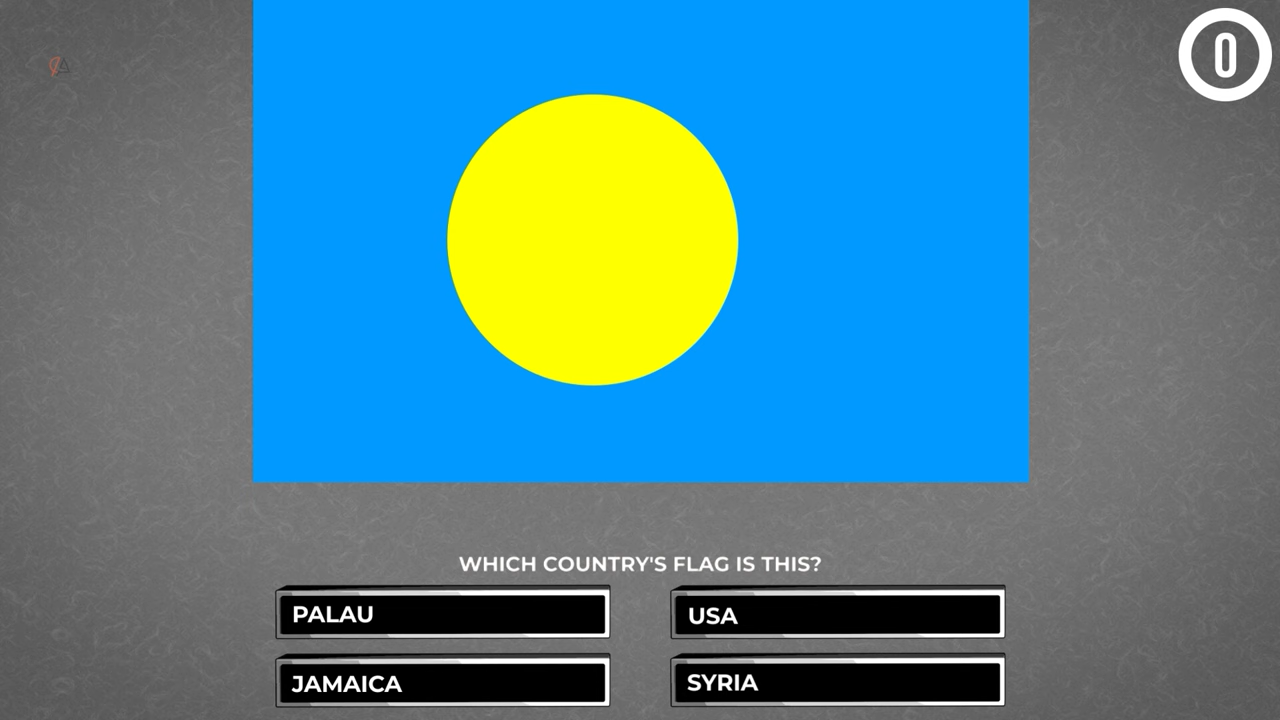 0
WHICH COUNTRY'S FLAG IS THIS?
PALAU
USA
JAMAICA
SYRIA